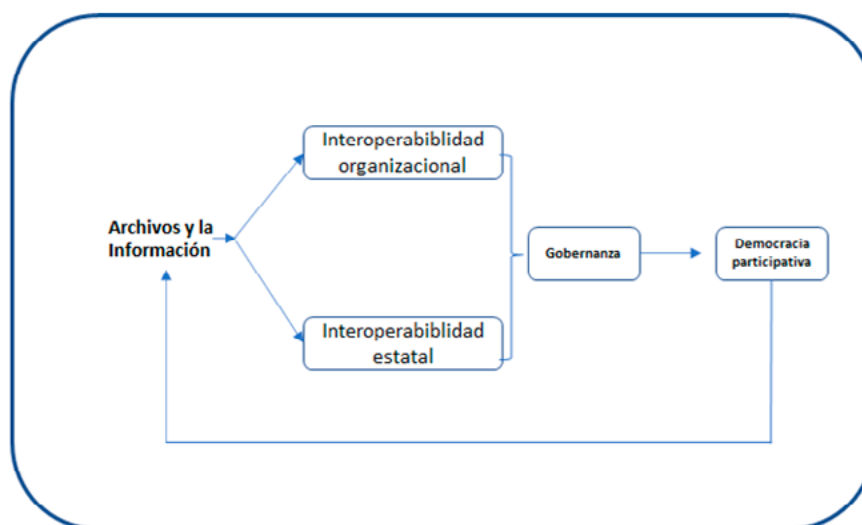 Interoperabiblidad
organizacional
Archivos y la
Información
Gobernanza
Democracia
participativa
Interoperabiblidad
estatal